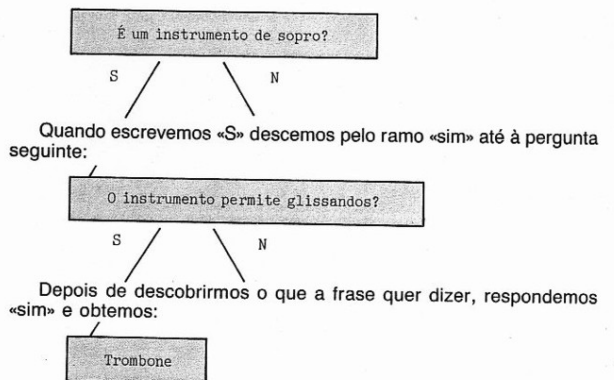 É um instrumento de sopro?
S N
Quando escrevemos «S» descemos pelo ramo «sim» até à pergunta
seguinte:
O instrumento permite glissandos?
S N
Depois de descobrirmos o que a frase quer dizer, respondemos
«sim» e obtemos:
Trombone